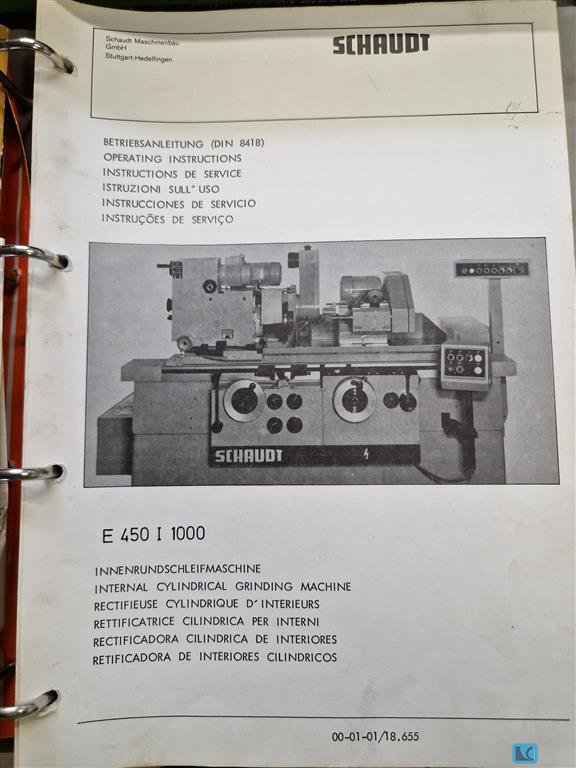 Schaudt Maschinenbau
GmbH
Stuttgart-Hedelfingen
SCHAUDT
BETRIEBSANLEITUNG (DIN 8418)
OPERATING INSTRUCTIONS
INSTRUCTIONS DE SERVICE
ISTRUZIONI SULL'USO
INSTRUCCIONES DE SERVICIO
INSTRUÇÕES DE SERVIÇO
SCHAUDT
E 450 I 1000
INNENRUNDSCHLEIFMASCHINE
INTERNAL CYLINDRICAL GRINDING MACHINE
RECTIFIEUSE CYLINDRIQUE D'INTERIEURS
RETTIFICATRICE CILINDRICA PER INTERNI
RECTIFICADORA CILINDRICA DE INTERIORES
RETIFICADORA DE INTERIORES CILINDRICOS
00-01-01/18.655